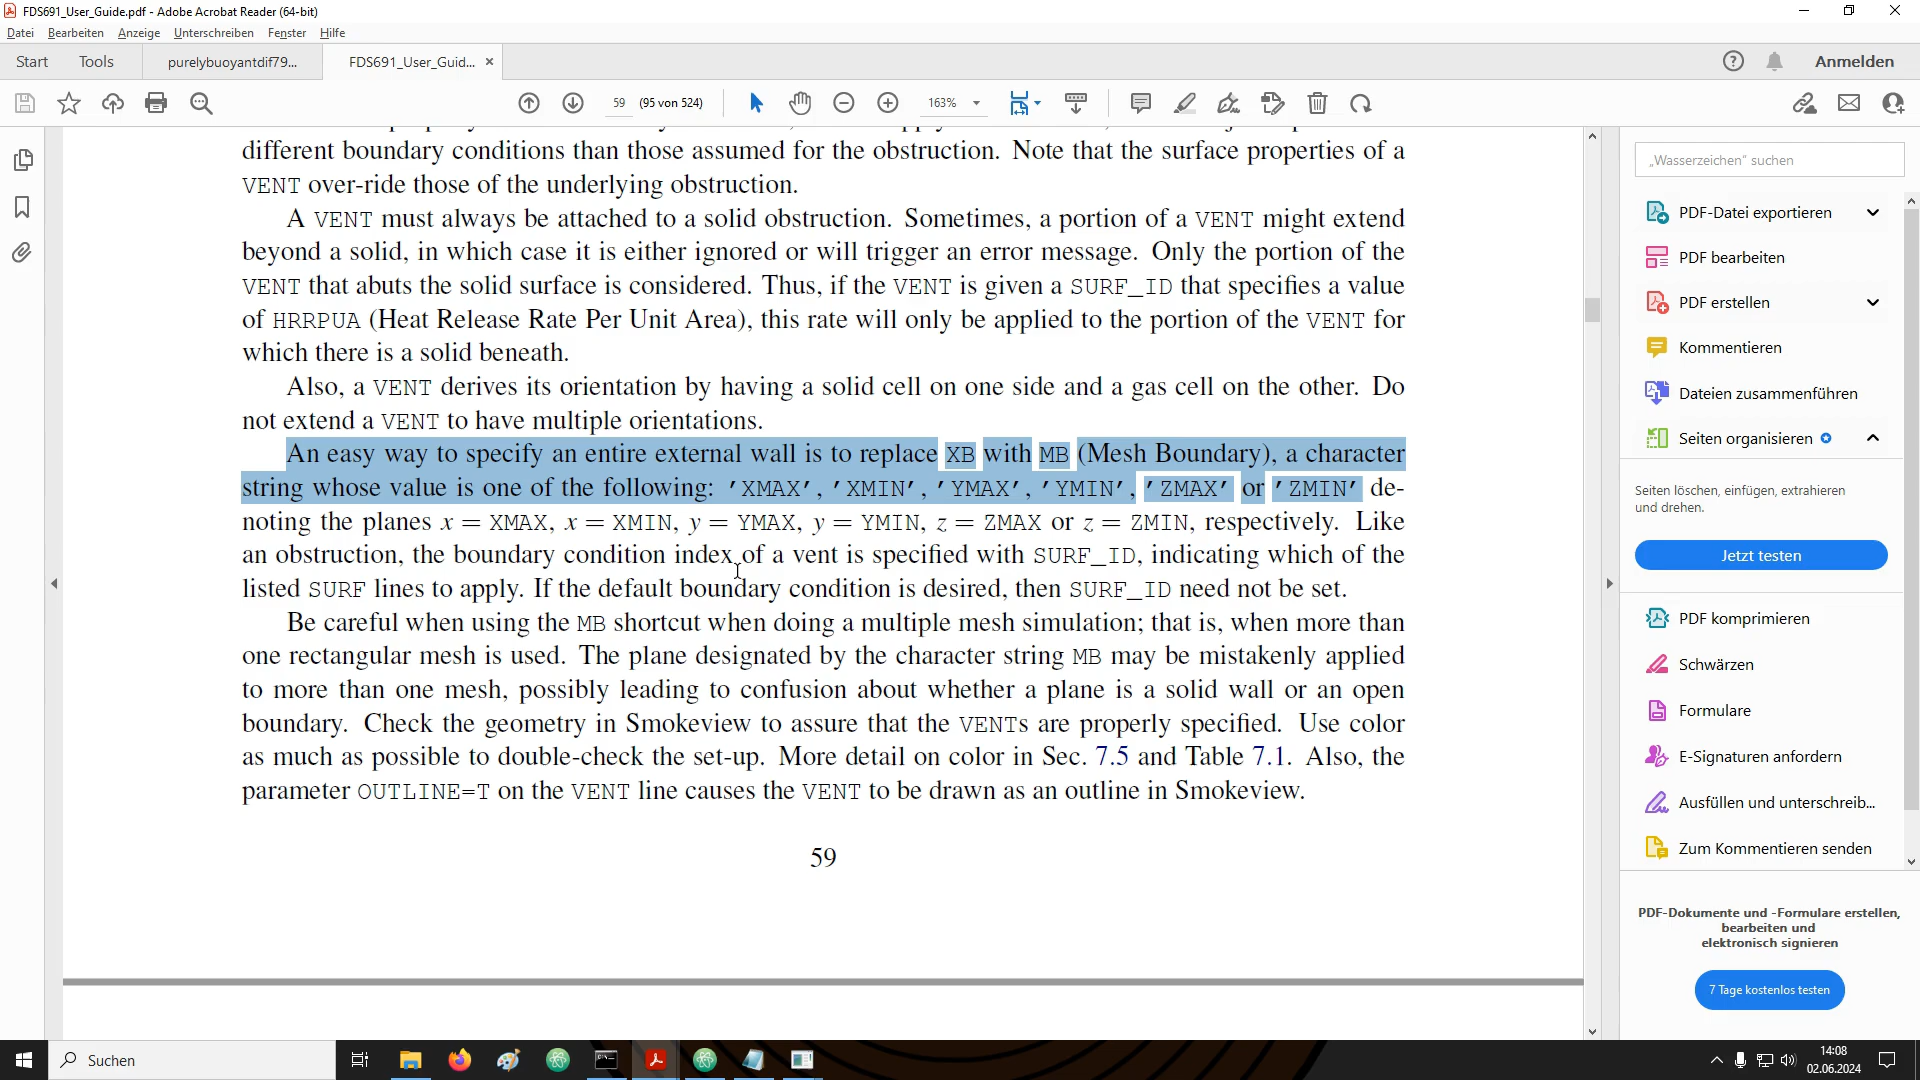 FDS691_User_Guide.pdf - Adobe Acrobat Reader (64-bit)
Datei Bearbeiten Anzeige Unterschreiben Fenster Hilfe
Start Tools purelybuoyantdif79... FDS691_User_Guid... × Anmelden
59 (95 von 524) 163%
different boundary conditions than those assumed for the obstruction. Note that the surface properties of a
VENT over-ride those of the underlying obstruction.
A VENT must always be attached to a solid obstruction. Sometimes, a portion of a VENT might extend
beyond a solid, in which case it is either ignored or will trigger an error message. Only the portion of the
VENT that abuts the solid surface is considered. Thus, if the VENT is given a SURF_ID that specifies a value
of HRRPUA (Heat Release Rate Per Unit Area), this rate will only be applied to the portion of the VENT for
which there is a solid beneath.
Also, a VENT derives its orientation by having a solid cell on one side and a gas cell on the other. Do
not extend a VENT to have multiple orientations.
An easy way to specify an entire external wall is to replace XB with MB (Mesh Boundary), a character
string whose value is one of the following: 'XMAX', 'XMIN', 'YMAX', 'YMIN', 'ZMAX' or 'ZMIN' de-
noting the planes x = XMAX, x = XMIN, y = YMAX, y = YMIN, z = ZMAX or z = ZMIN, respectively. Like
an obstruction, the boundary condition index of a vent is specified with SURF_ID, indicating which of the
listed SURF lines to apply. If the default boundary condition is desired, then SURF_ID need not be set.
Be careful when using the MB shortcut when doing a multiple mesh simulation; that is, when more than
one rectangular mesh is used. The plane designated by the character string MB may be mistakenly applied
to more than one mesh, possibly leading to confusion about whether a plane is a solid wall or an open
boundary. Check the geometry in Smokeview to assure that the VENTs are properly specified. Use color
as much as possible to double-check the set-up. More detail on color in Sec. 7.5 and Table 7.1. Also, the
parameter OUTLINE=T on the VENT line causes the VENT to be drawn as an outline in Smokeview.
59
„Wasserzeichen" suchen
PDF-Datei exportieren
PDF bearbeiten
PDF erstellen
Kommentieren
Dateien zusammenführen
Seiten organisieren
Seiten löschen, einfügen, extrahieren
und drehen.
Jetzt testen
PDF komprimieren
Schwärzen
Formulare
E-Signaturen anfordern
Ausfüllen und unterschreib...
Zum Kommentieren senden
PDF-Dokumente und -Formulare erstellen,
bearbeiten und
elektronisch signieren
7 Tage kostenlos testen
Suchen
14:08
02.06.2024